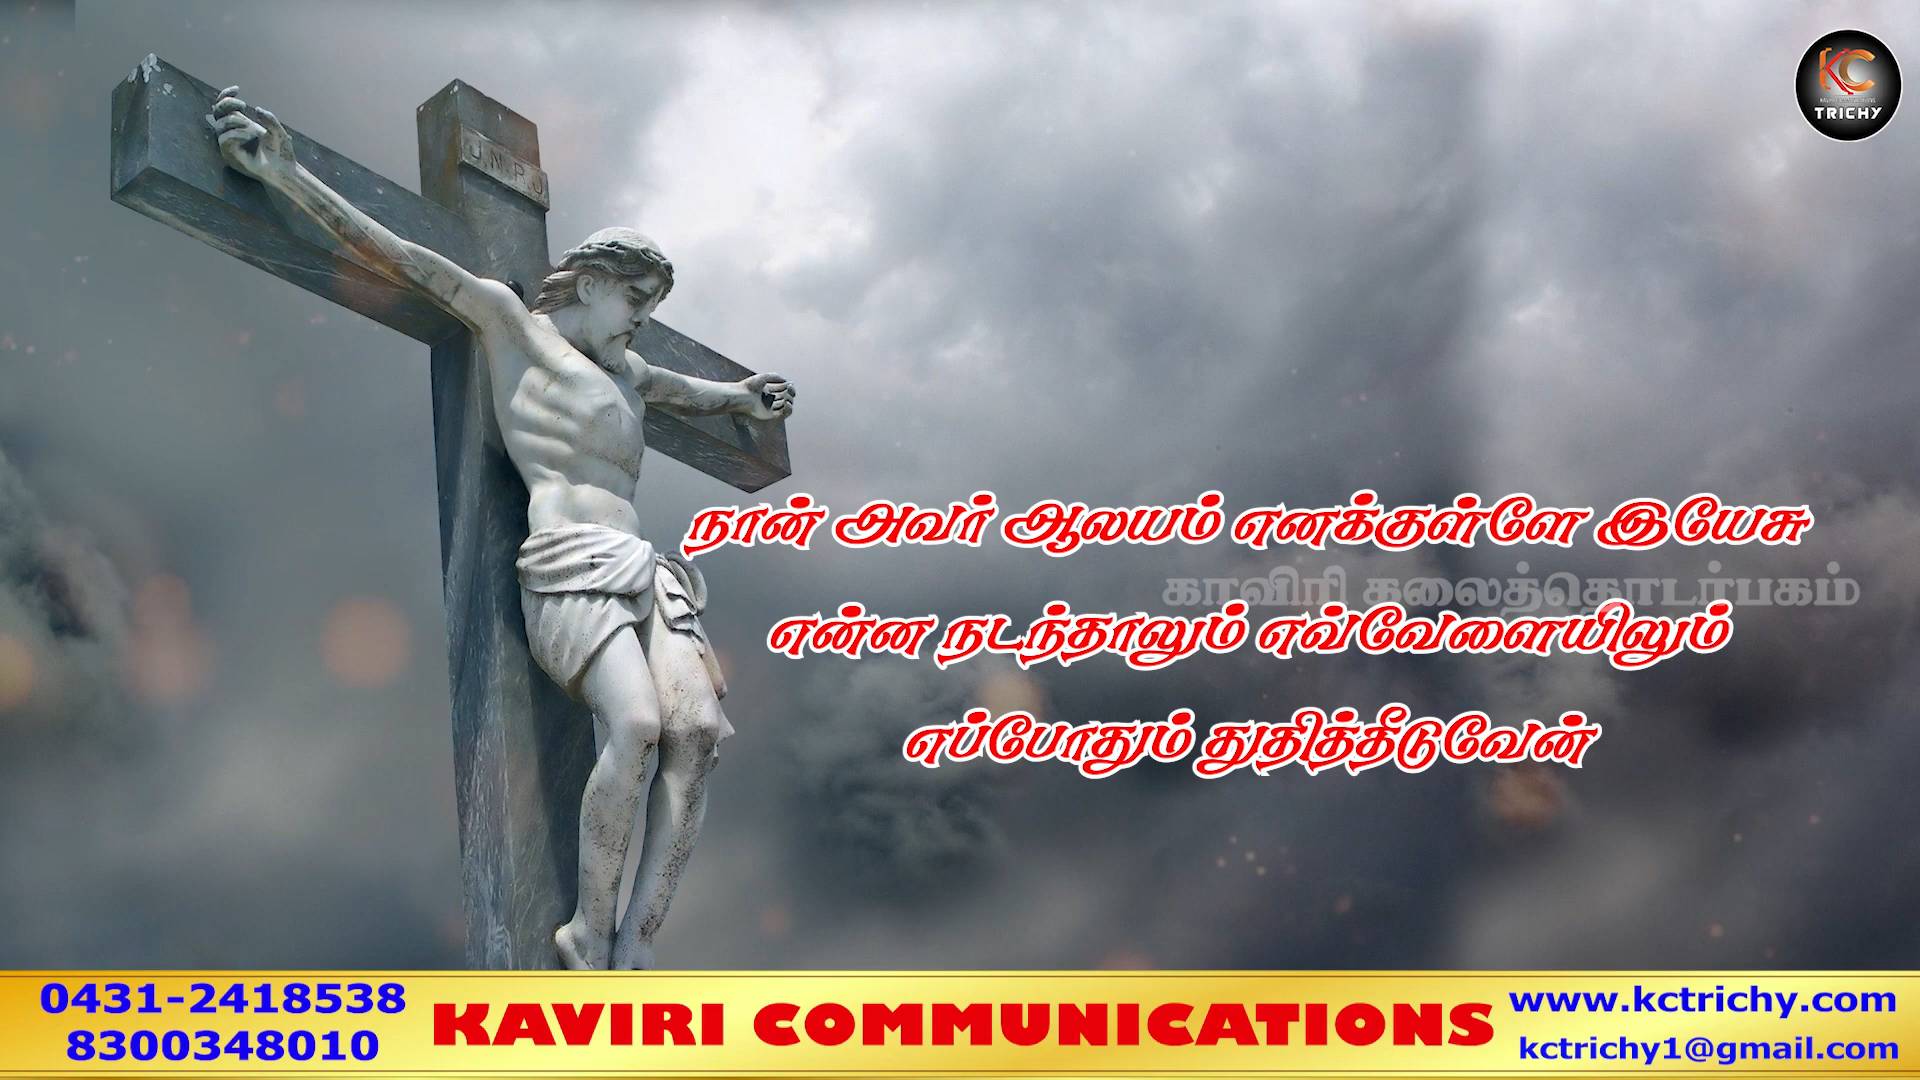 KC
TRICHY
J.N.R.J
நான் அவர் ஆலயம் எனக்குள்ளே இயேசு
காவிரி கலைத்தொடர்பகம்
என்ன நடந்தாலும் எவ்வேளையிலும்
எப்போதும் துதித்தீடுவேன்
0431-2418538
8300348010
KAVIRI COMMUNICATIONS
www.kctrichy.com
kctrichy1@gmail.com